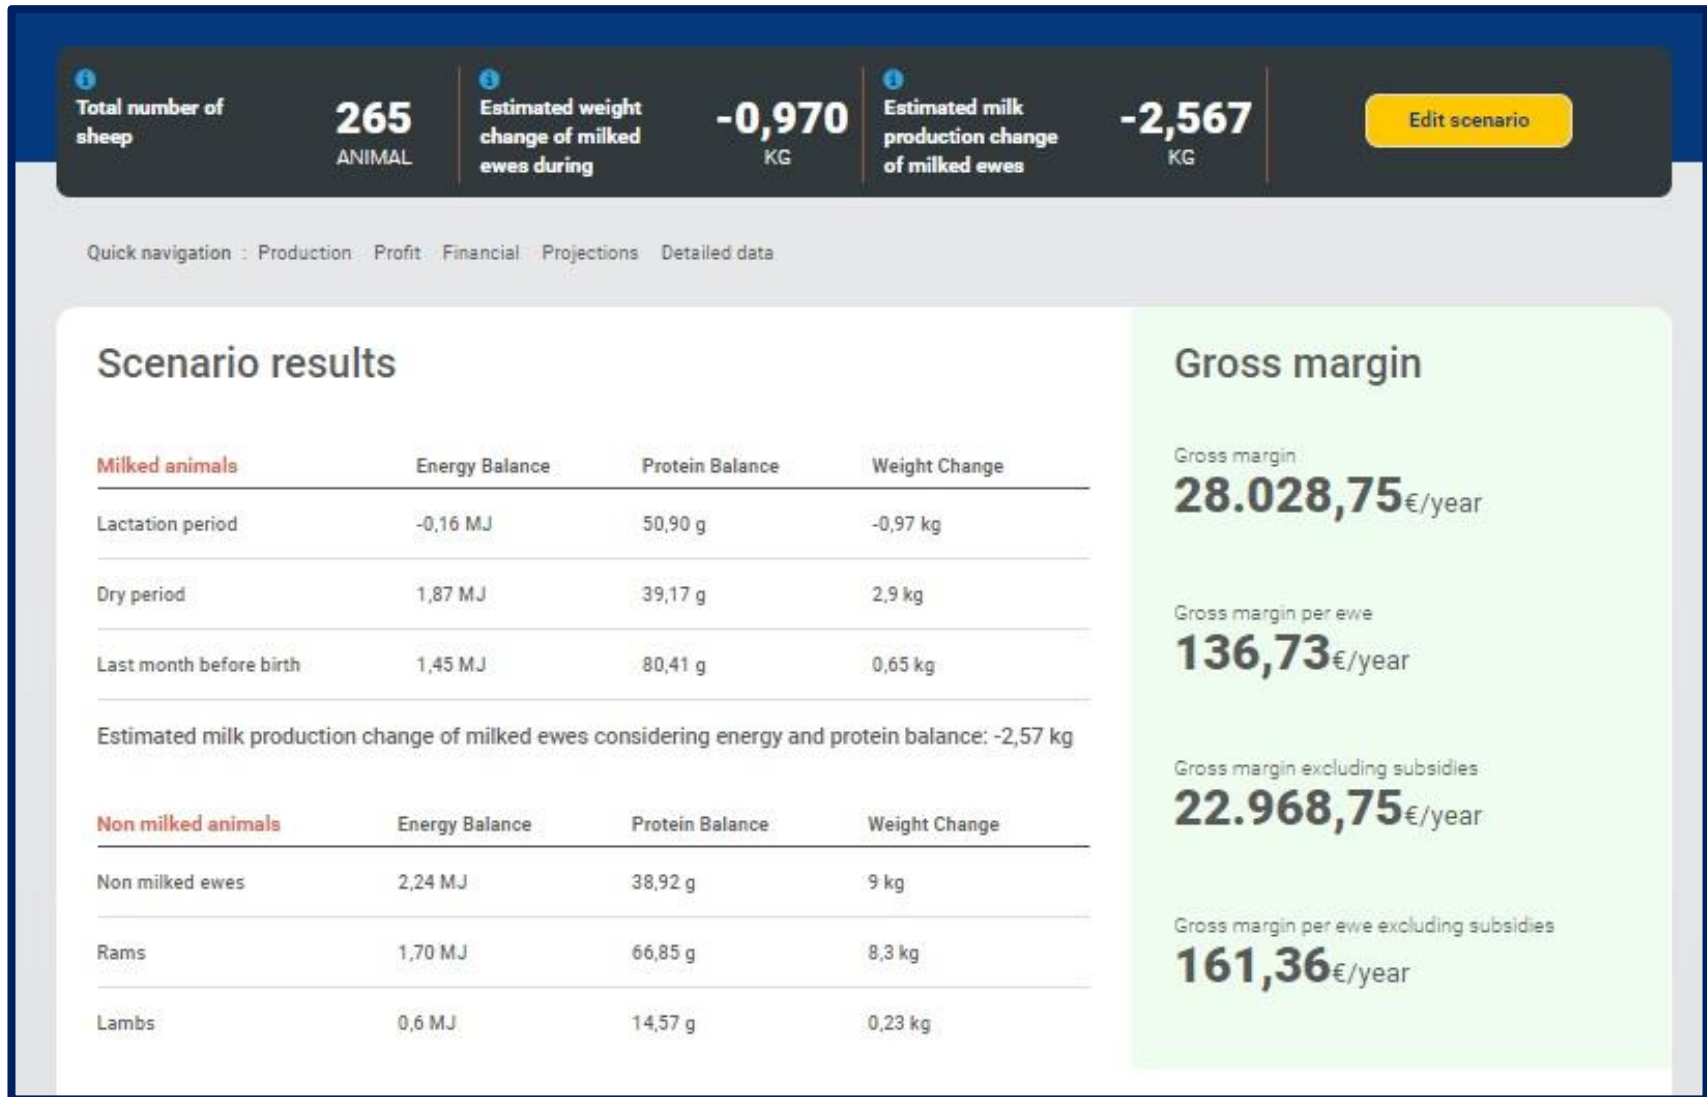 Total number of
sheep
265
ANIMAL
Estimated weight
change of milked
ewes during
-0,970
KG
Estimated milk
production change
of milked ewes
-2,567
KG
Edit scenario
Quick navigation : Production Profit Financial Projections Detailed data
Scenario results
Milked animals Energy Balance Protein Balance Weight Change
Lactation period -0,16 MJ 50,90 g -0,97 kg
Dry period 1,87 MJ 39,17 g 2,9 kg
Last month before birth 1,45 MJ 80,41 g 0,65 kg
Estimated milk production change of milked ewes considering energy and protein balance: -2,57 kg
Non milked animals Energy Balance Protein Balance Weight Change
Non milked ewes 2,24 MJ 38,92 g 9 kg
Rams 1,70 MJ 66,85 g 8,3 kg
Lambs 0,6 MJ 14,57 g 0,23 kg
Gross margin
Gross margin
28.028,75€/year
Gross margin per ewe
136,73€/year
Gross margin excluding subsidies
22.968,75€/year
Gross margin per ewe excluding subsidies
161,36€/year